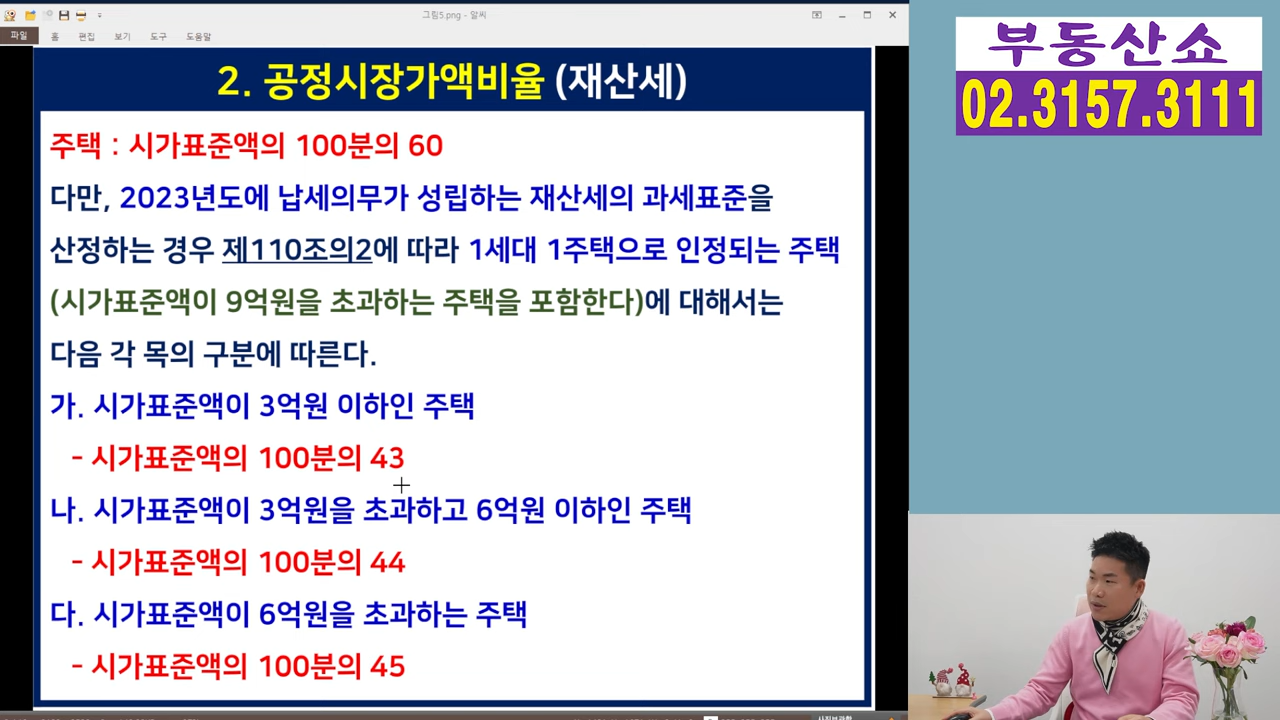 그림5.png - 알씨
파일 홈 편집 보기 도구 도움말
2. 공정시장가액비율 (재산세)
주택 : 시가표준액의 100분의 60
다만, 2023년도에 납세의무가 성립하는 재산세의 과세표준을
산정하는 경우 제110조의2에 따라 1세대 1주택으로 인정되는 주택
(시가표준액이 9억원을 초과하는 주택을 포함한다)에 대해서는
다음 각 목의 구분에 따른다.
가. 시가표준액이 3억원 이하인 주택
- 시가표준액의 100분의 43
나. 시가표준액이 3억원을 초과하고 6억원 이하인 주택
- 시가표준액의 100분의 44
다. 시가표준액이 6억원을 초과하는 주택
- 시가표준액의 100분의 45
부동산쇼
02.3157.3111